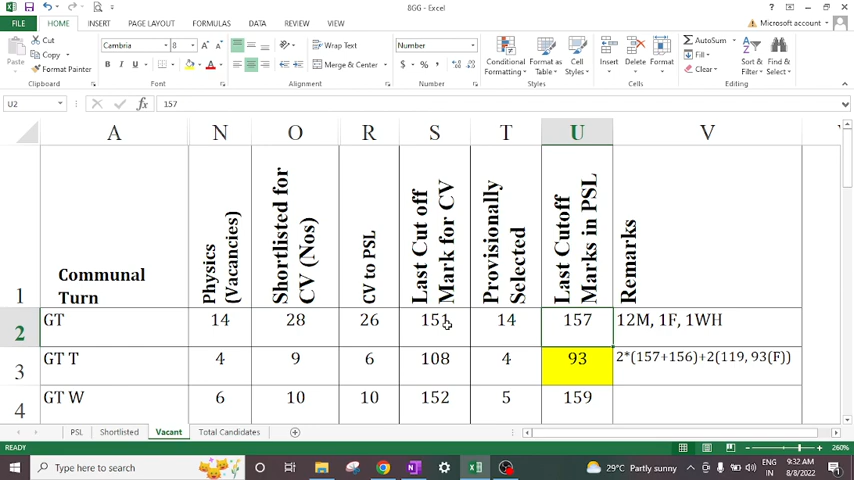 8GG - Excel
Microsoft account
FILE HOME INSERT PAGE LAYOUT FORMULAS DATA REVIEW VIEW
Cut
Copy
Format Painter
Paste
Clipboard
Cambria 8
B I U
Font
Wrap Text
Merge & Center
Alignment
Number
$ % ,
Number
Conditional Formatting
Format as Table
Cell Styles
Styles
Insert Delete Format
Cells
AutoSum
Fill
Clear
Sort & Filter
Find & Select
Editing
U2 157
A N O R S T U V
1 Communal Turn Physics (Vacancies) Shortlisted for CV (Nos) CV to PSL Last Cut off Mark for CV Provisionally Selected Last Cutoff Marks in PSL Remarks
2 GT 14 28 26 151 14 157 12M, 1F, 1WH
3 GT T 4 9 6 108 4 93 2*(157+156)+2(119, 93(F))
4 GT W 6 10 10 152 5 159
PSL Shortlisted Vacant Total Candidates
READY 260%
Type here to search
29°C Partly sunny
ENG IN
9:32 AM
8/8/2022